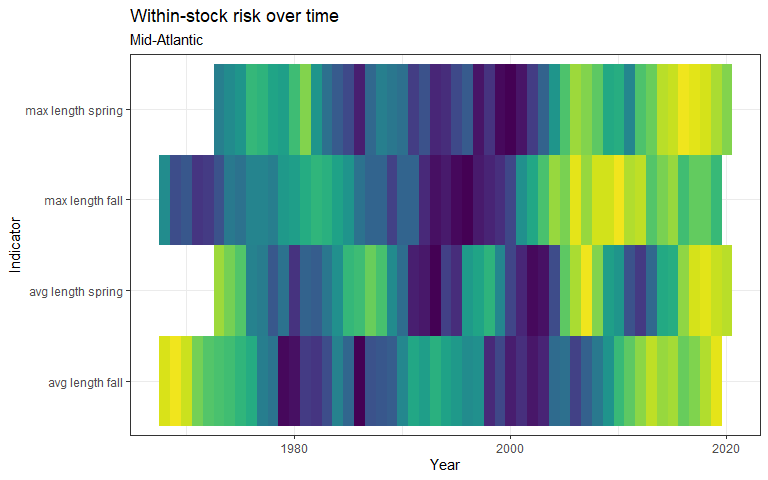 Within-stock risk over time
Mid-Atlantic
max length spring
max length fall
avg length spring
avg length fall
Indicator
1980
2000
2020
Year